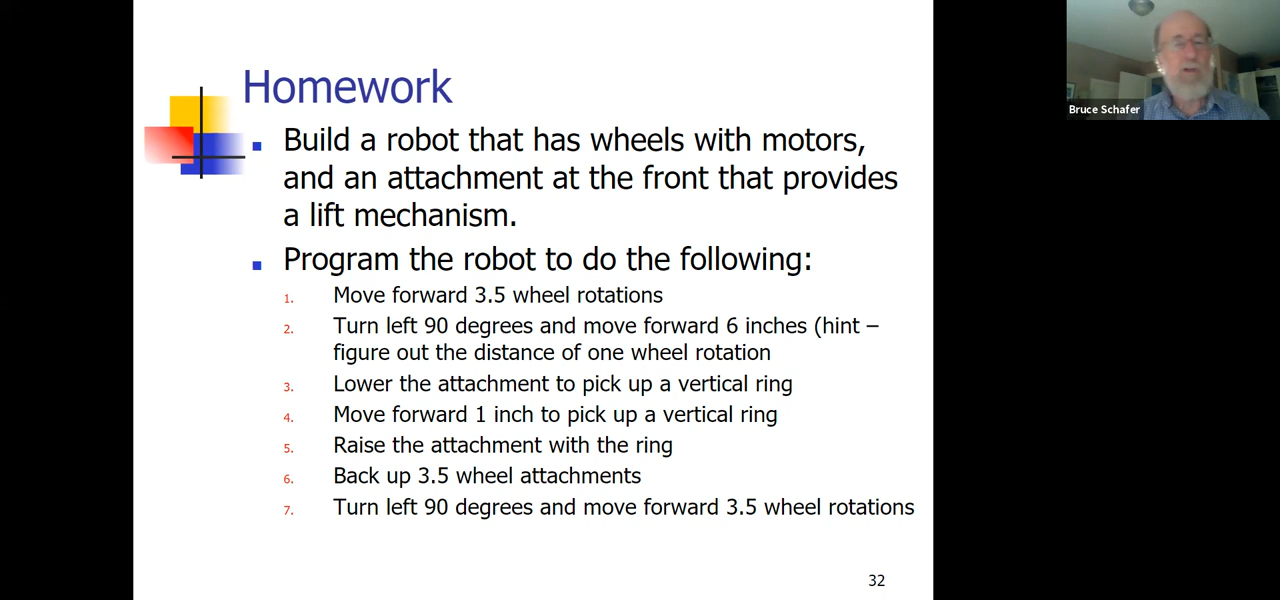 Homework
Build a robot that has wheels with motors,
and an attachment at the front that provides
a lift mechanism.
Program the robot to do the following:
1. Move forward 3.5 wheel rotations
2. Turn left 90 degrees and move forward 6 inches (hint –
figure out the distance of one wheel rotation
3. Lower the attachment to pick up a vertical ring
4. Move forward 1 inch to pick up a vertical ring
5. Raise the attachment with the ring
6. Back up 3.5 wheel attachments
7. Turn left 90 degrees and move forward 3.5 wheel rotations
32
Bruce Schafer